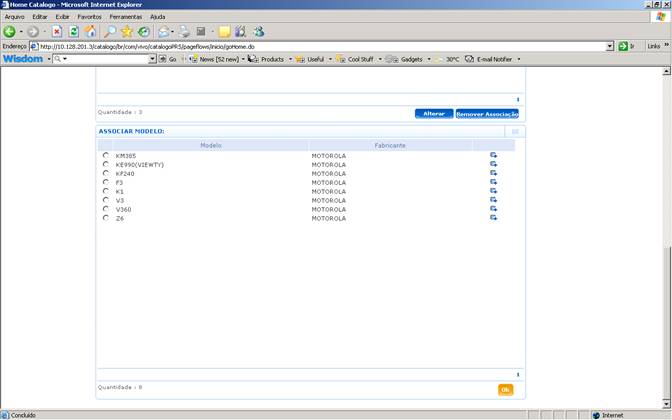 Home Catalogo - Microsoft Internet Explorer
Arquivo Editar Exibir Favoritos Ferramentas Ajuda
Endereço http://10.128.201.3/catalogo/br/com/vivo/catalogoPRS/pageflows/inicio/goHome.do Ir Links »
Wisdom Go News [52 new] Products Useful Cool Stuff Gadgets 30°C E-mail Notifier
1
Quantidade : 3 Alterar Remover Associação
ASSOCIAR MODELO:
Modelo Fabricante
KM385 MOTOROLA
KE990(VIEWTY) MOTOROLA
KF240 MOTOROLA
F3 MOTOROLA
K1 MOTOROLA
V3 MOTOROLA
V360 MOTOROLA
Z6 MOTOROLA
1
Quantidade : 8 Ok
Concluído Internet